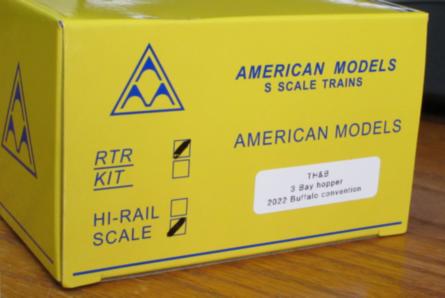 AMERICAN MODELS
S SCALE TRAINS
AMERICAN MODELS
RTR
KIT
TH&B
3 Bay hopper
2022 Buffalo convention
HI-RAIL
SCALE